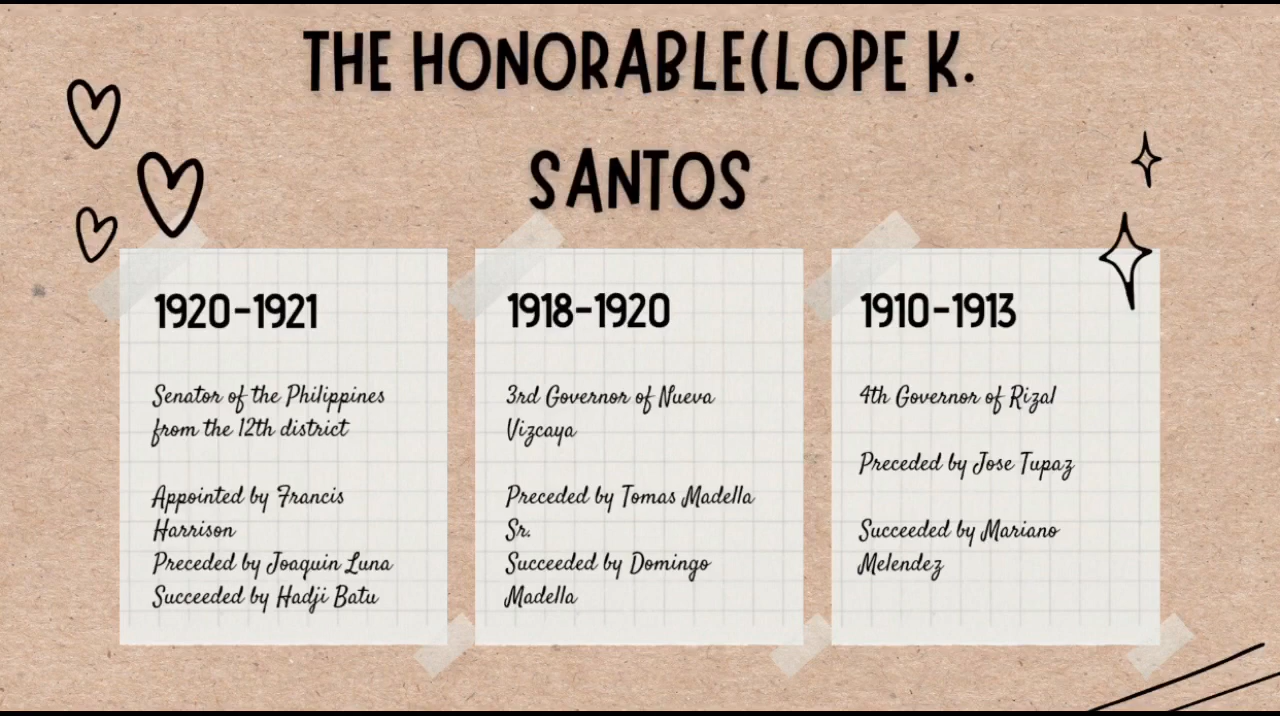 THE HONORABLE(LOPE K.
SANTOS
1920-1921
Senator of the Philippines
from the 12th district
Appointed by Francis
Harrison
Preceded by Joaquin Luna
Succeeded by Hadji Batu
1918-1920
3rd Governor of Nueva
Vizcaya
Preceded by Tomas Madella
Sr.
Succeeded by Domingo
Madella
1910-1913
4th Governor of Rizal
Preceded by Jose Tupaz
Succeeded by Mariano
Melendez